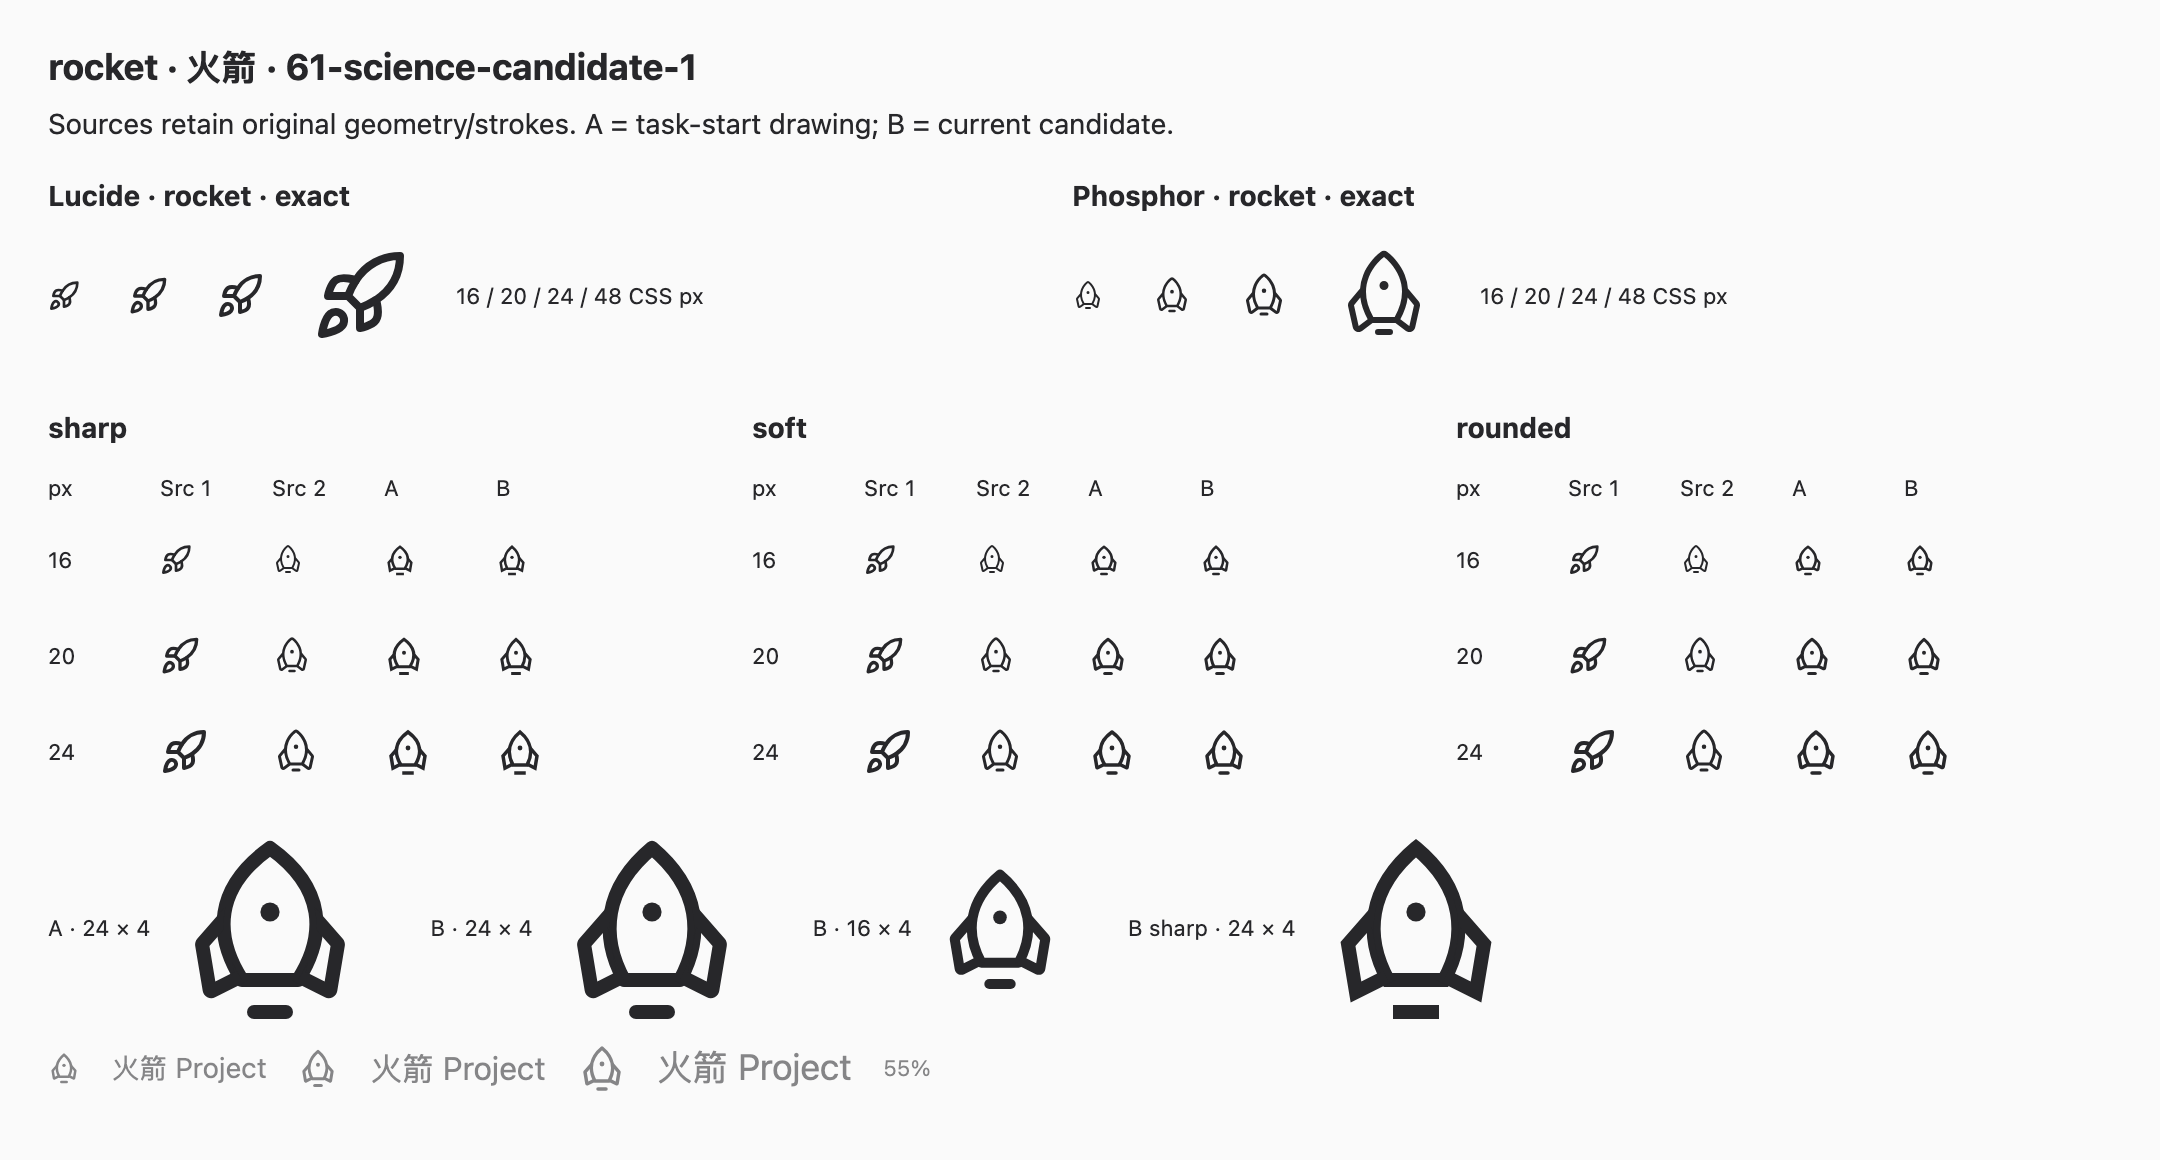 rocket · 火箭 · 61-science-candidate-1
Sources retain original geometry/strokes. A = task-start drawing; B = current candidate.
Lucide · rocket · exact
Phosphor · rocket · exact
16 / 20 / 24 / 48 CSS px
16 / 20 / 24 / 48 CSS px
sharp
soft
rounded
px Src 1 Src 2 A B
px Src 1 Src 2 A B
px Src 1 Src 2 A B
16
16
16
20
20
20
24
24
24
A · 24 × 4
B · 24 × 4
B · 16 × 4
B sharp · 24 × 4
火箭 Project
火箭 Project
火箭 Project
55%